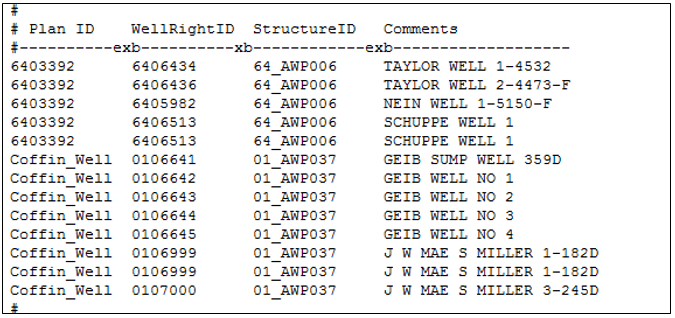 #
# Plan ID    WellRightID  StructureID   Comments
#----------exb----------xb------------exb-------------------
6403392      6406434      64_AWP006     TAYLOR WELL 1-4532
6403392      6406436      64_AWP006     TAYLOR WELL 2-4473-F
6403392      6405982      64_AWP006     NEIN WELL 1-5150-F
6403392      6406513      64_AWP006     SCHUPPE WELL 1
6403392      6406513      64_AWP006     SCHUPPE WELL 1
Coffin_Well  0106641      01_AWP037     GEIB SUMP WELL 359D
Coffin_Well  0106642      01_AWP037     GEIB WELL NO 1
Coffin_Well  0106643      01_AWP037     GEIB WELL NO 2
Coffin_Well  0106644      01_AWP037     GEIB WELL NO 3
Coffin_Well  0106645      01_AWP037     GEIB WELL NO 4
Coffin_Well  0106999      01_AWP037     J W MAE S MILLER 1-182D
Coffin_Well  0106999      01_AWP037     J W MAE S MILLER 1-182D
Coffin_Well  0107000      01_AWP037     J W MAE S MILLER 3-245D
#